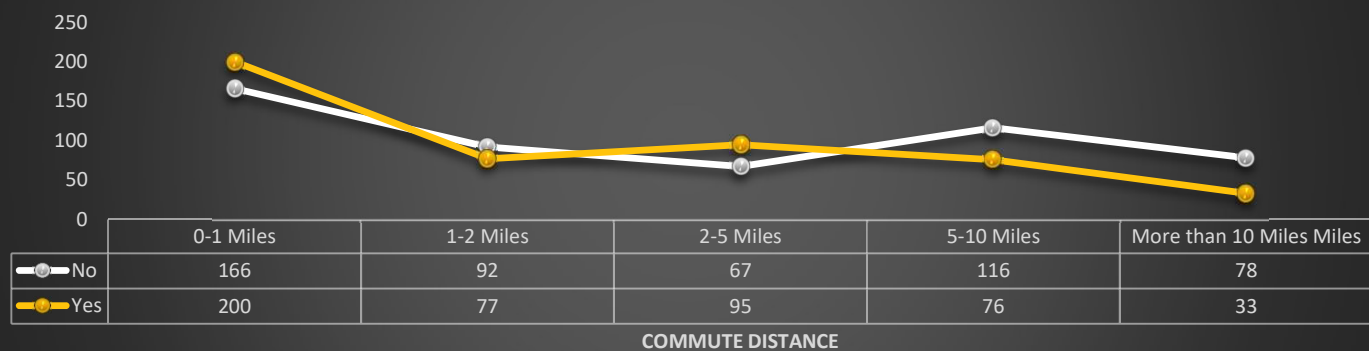 250
200
150
100
50
0
0-1 Miles 1-2 Miles 2-5 Miles 5-10 Miles More than 10 Miles Miles
No 166 92 67 116 78
Yes 200 77 95 76 33
COMMUTE DISTANCE